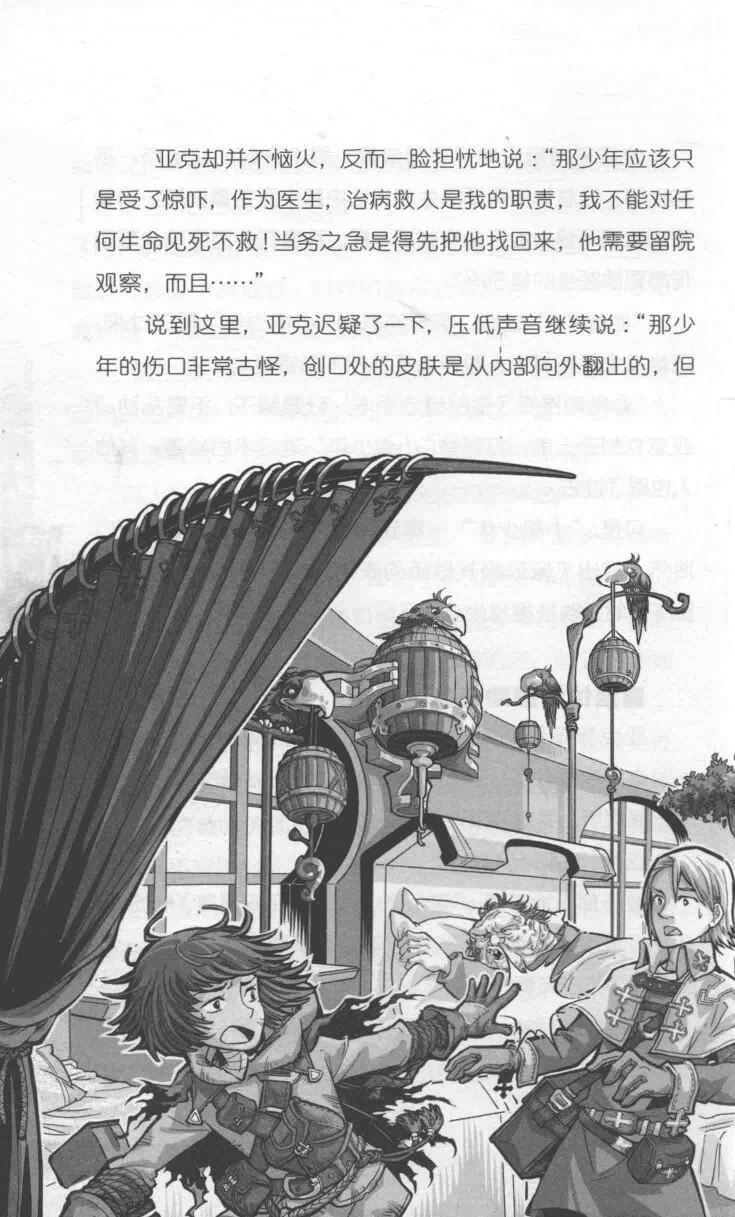 亚克却并不恼火，反而一脸担忧地说：“那少年应该只
是受了惊吓，作为医生，治病救人是我的职责，我不能对任
何生命见死不救！当务之急是得先把他找回来，他需要留院
观察，而且……”
说到这里，亚克迟疑了一下，压低声音继续说：“那少
年的伤口非常古怪，创口处的皮肤是从内部向外翻出的，但